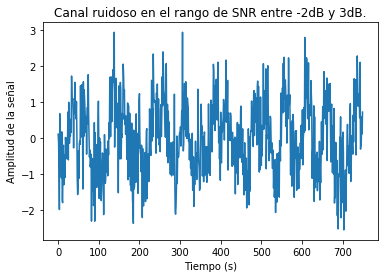 Canal ruidoso en el rango de SNR entre -2dB y 3dB.
3
2
1
0
−1
−2
Amplitud de la señal
0 100 200 300 400 500 600 700
Tiempo (s)